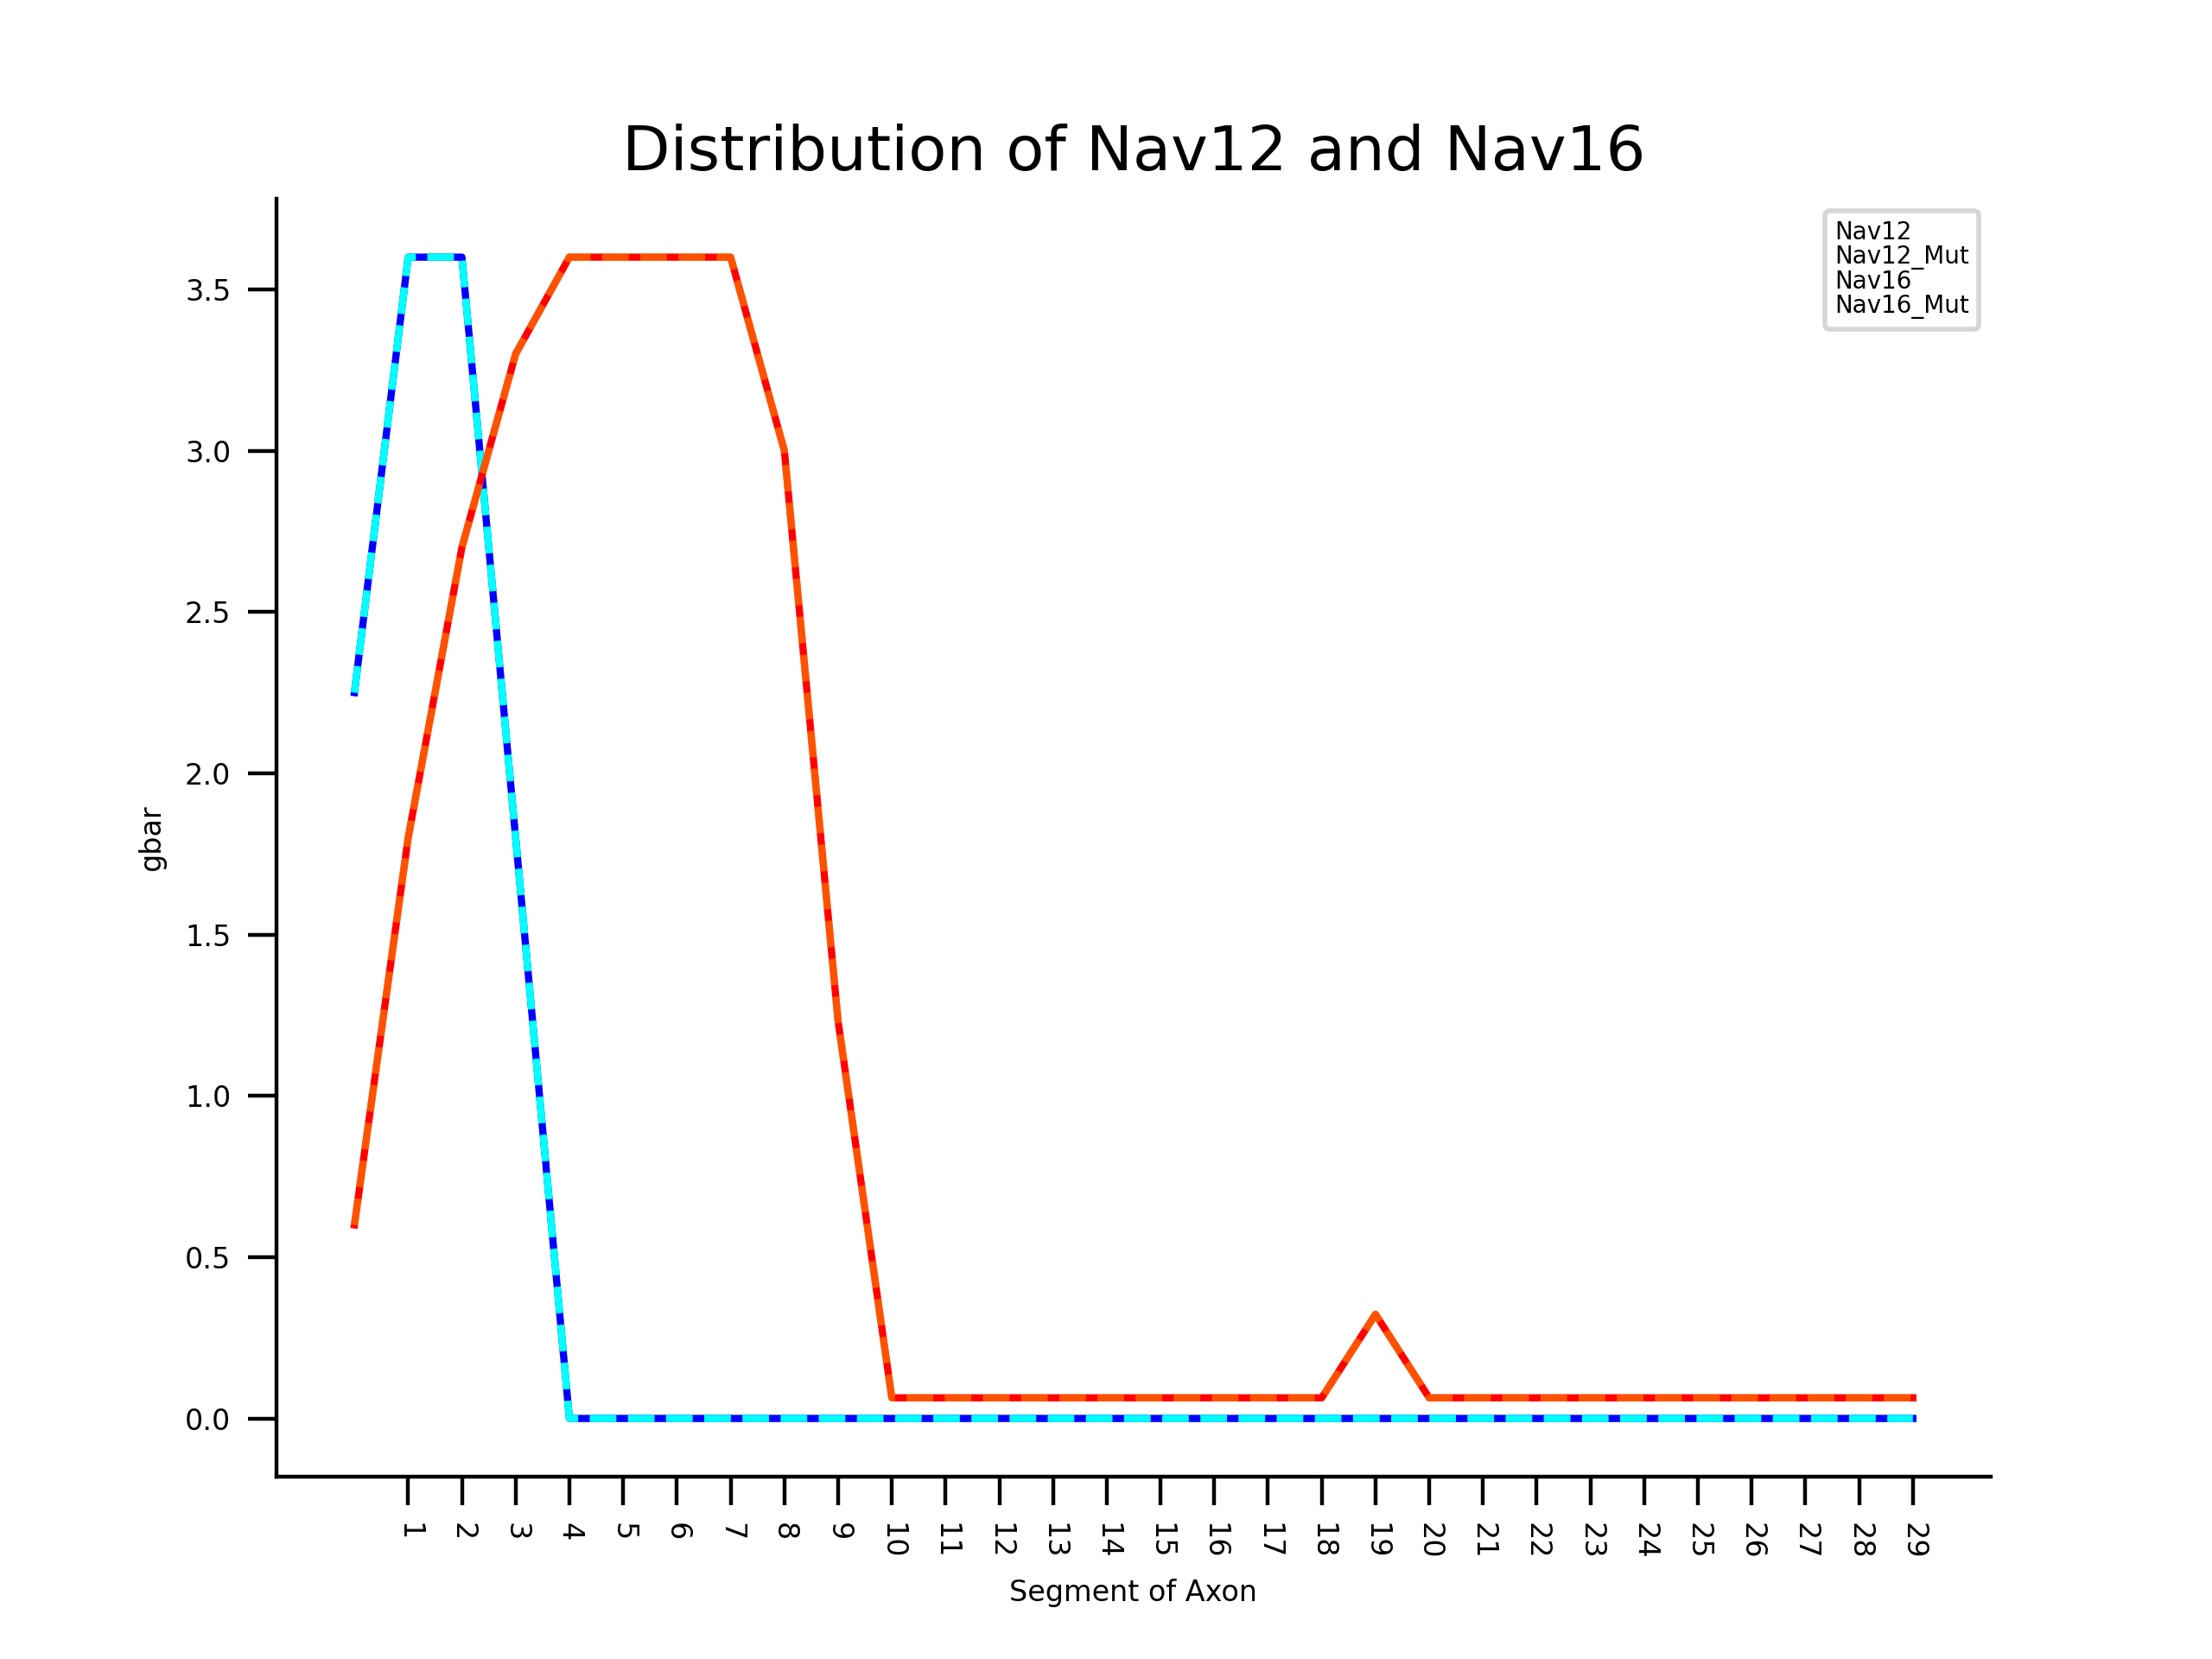 Distribution of Nav12 and Nav16
Nav12
Nav12_Mut
Nav16
Nav16_Mut
3.5
3.0
2.5
2.0
1.5
1.0
0.5
0.0
gbar
1 2 3 4 5 6 7 8 9 10 11 12 13 14 15 16 17 18 19 20 21 22 23 24 25 26 27 28 29
Segment of Axon